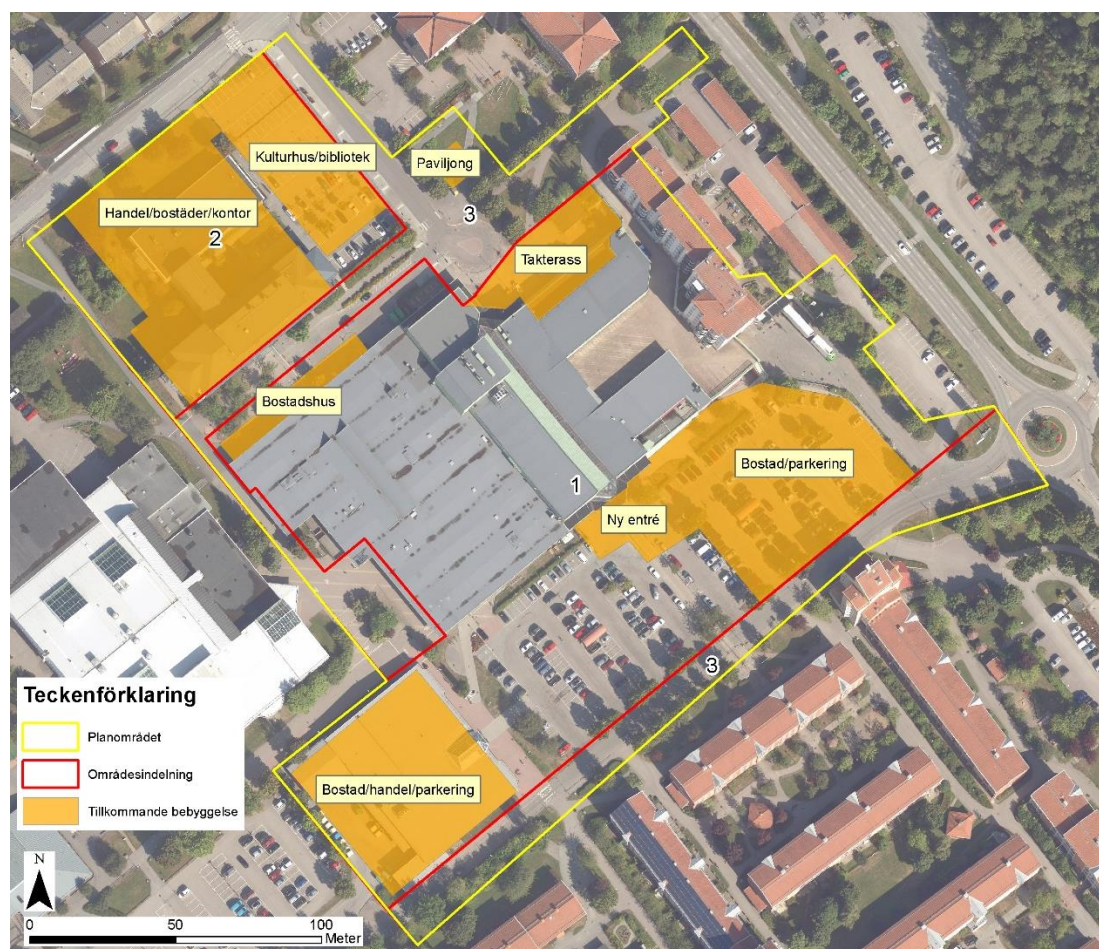 Kulturhus/bibliotek
Paviljong
Handel/bostäder/kontor
2
3
Takterass
Bostadshus
Bostad/parkering
1
Ny entré
3
Teckenförklaring
Planområdet
Områdesindelning
Tillkommande bebyggelse
Bostad/handel/parkering
N
0 50 100
Meter